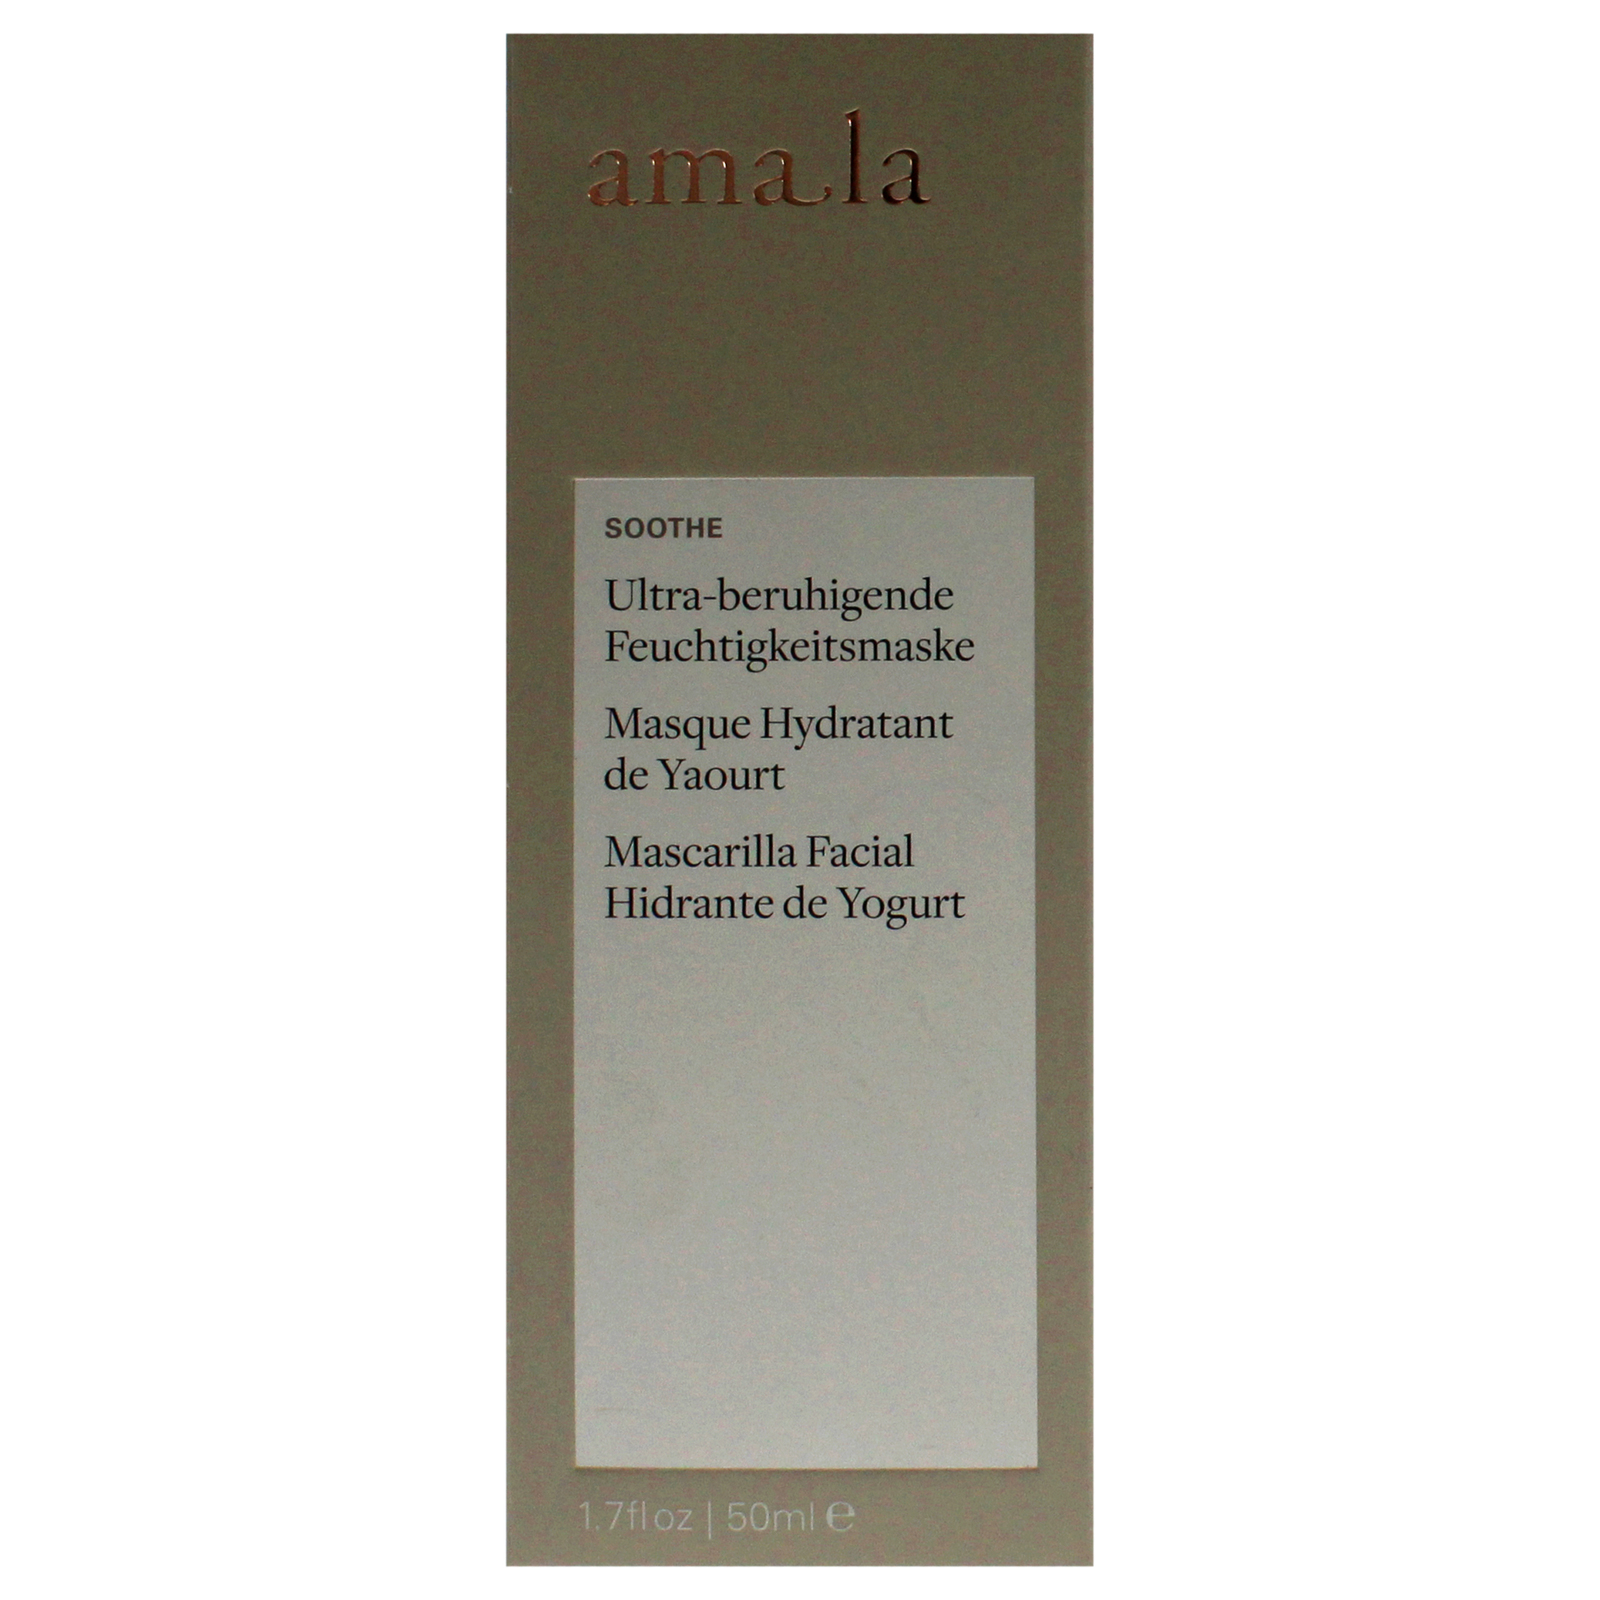 amala
SOOTHE
Ultra-beruhigende
Feuchtigkeitsmaske
Masque Hydratant
de Yaourt
Mascarilla Facial
Hidrante de Yogurt
1.7fl oz | 50ml ℮